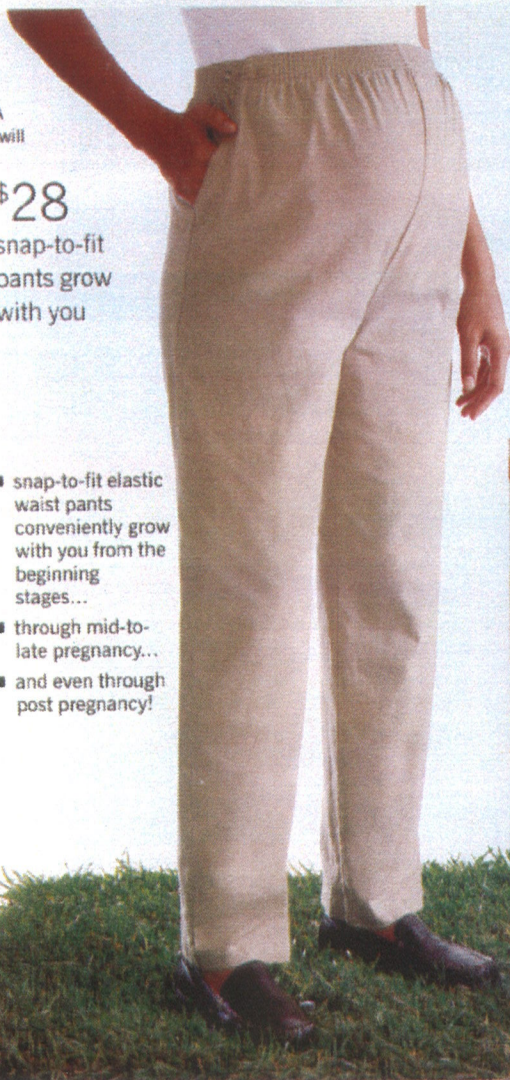 will
$28
snap-to-fit
pants grow
with you
snap-to-fit elastic
waist pants
conveniently grow
with you from the
beginning
stages...
through mid-to-
late pregnancy...
and even through
post pregnancy!